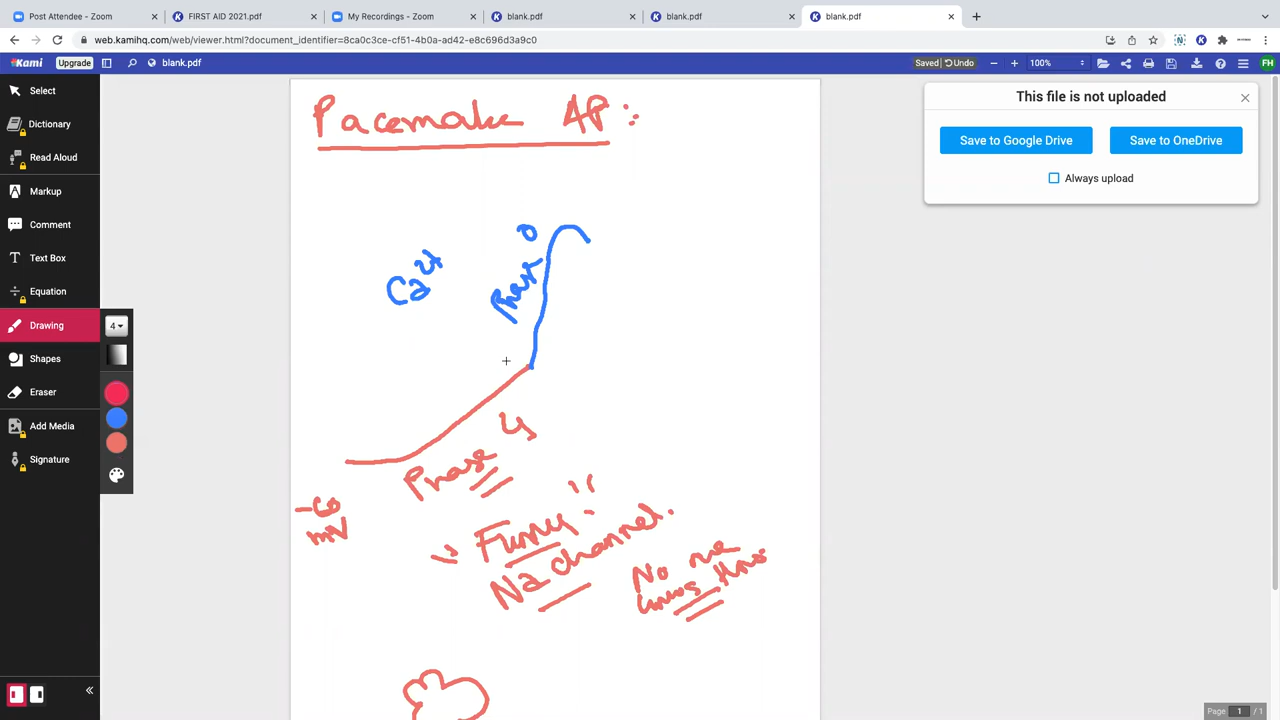 Post Attendee - Zoom
FIRST AID 2021.pdf
My Recordings - Zoom
blank.pdf
blank.pdf
blank.pdf
web.kamihq.com/web/viewer.html?document_identifier=8ca0c3ce-cf51-4b0a-ad42-e8c696d3a9c0
Kami
Upgrade
blank.pdf
Saved
Undo
100%
FH
Select
Dictionary
Read Aloud
Markup
Comment
Text Box
Equation
Drawing
Shapes
Eraser
Add Media
Signature
4
This file is not uploaded
Save to Google Drive
Save to OneDrive
Always upload
Pacemake AP:
Ca2+
Phase 0
Phase 4
-60
mV
"Funny"
Na channel.
No one
knows
Page 1 / 1